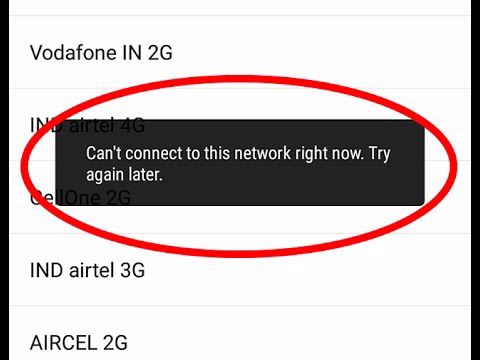 Vodafone IN 2G
IND airtel 4G
Can't connect to this network right now. Try
again later.
CellOne 2G
IND airtel 3G
AIRCEL 2G